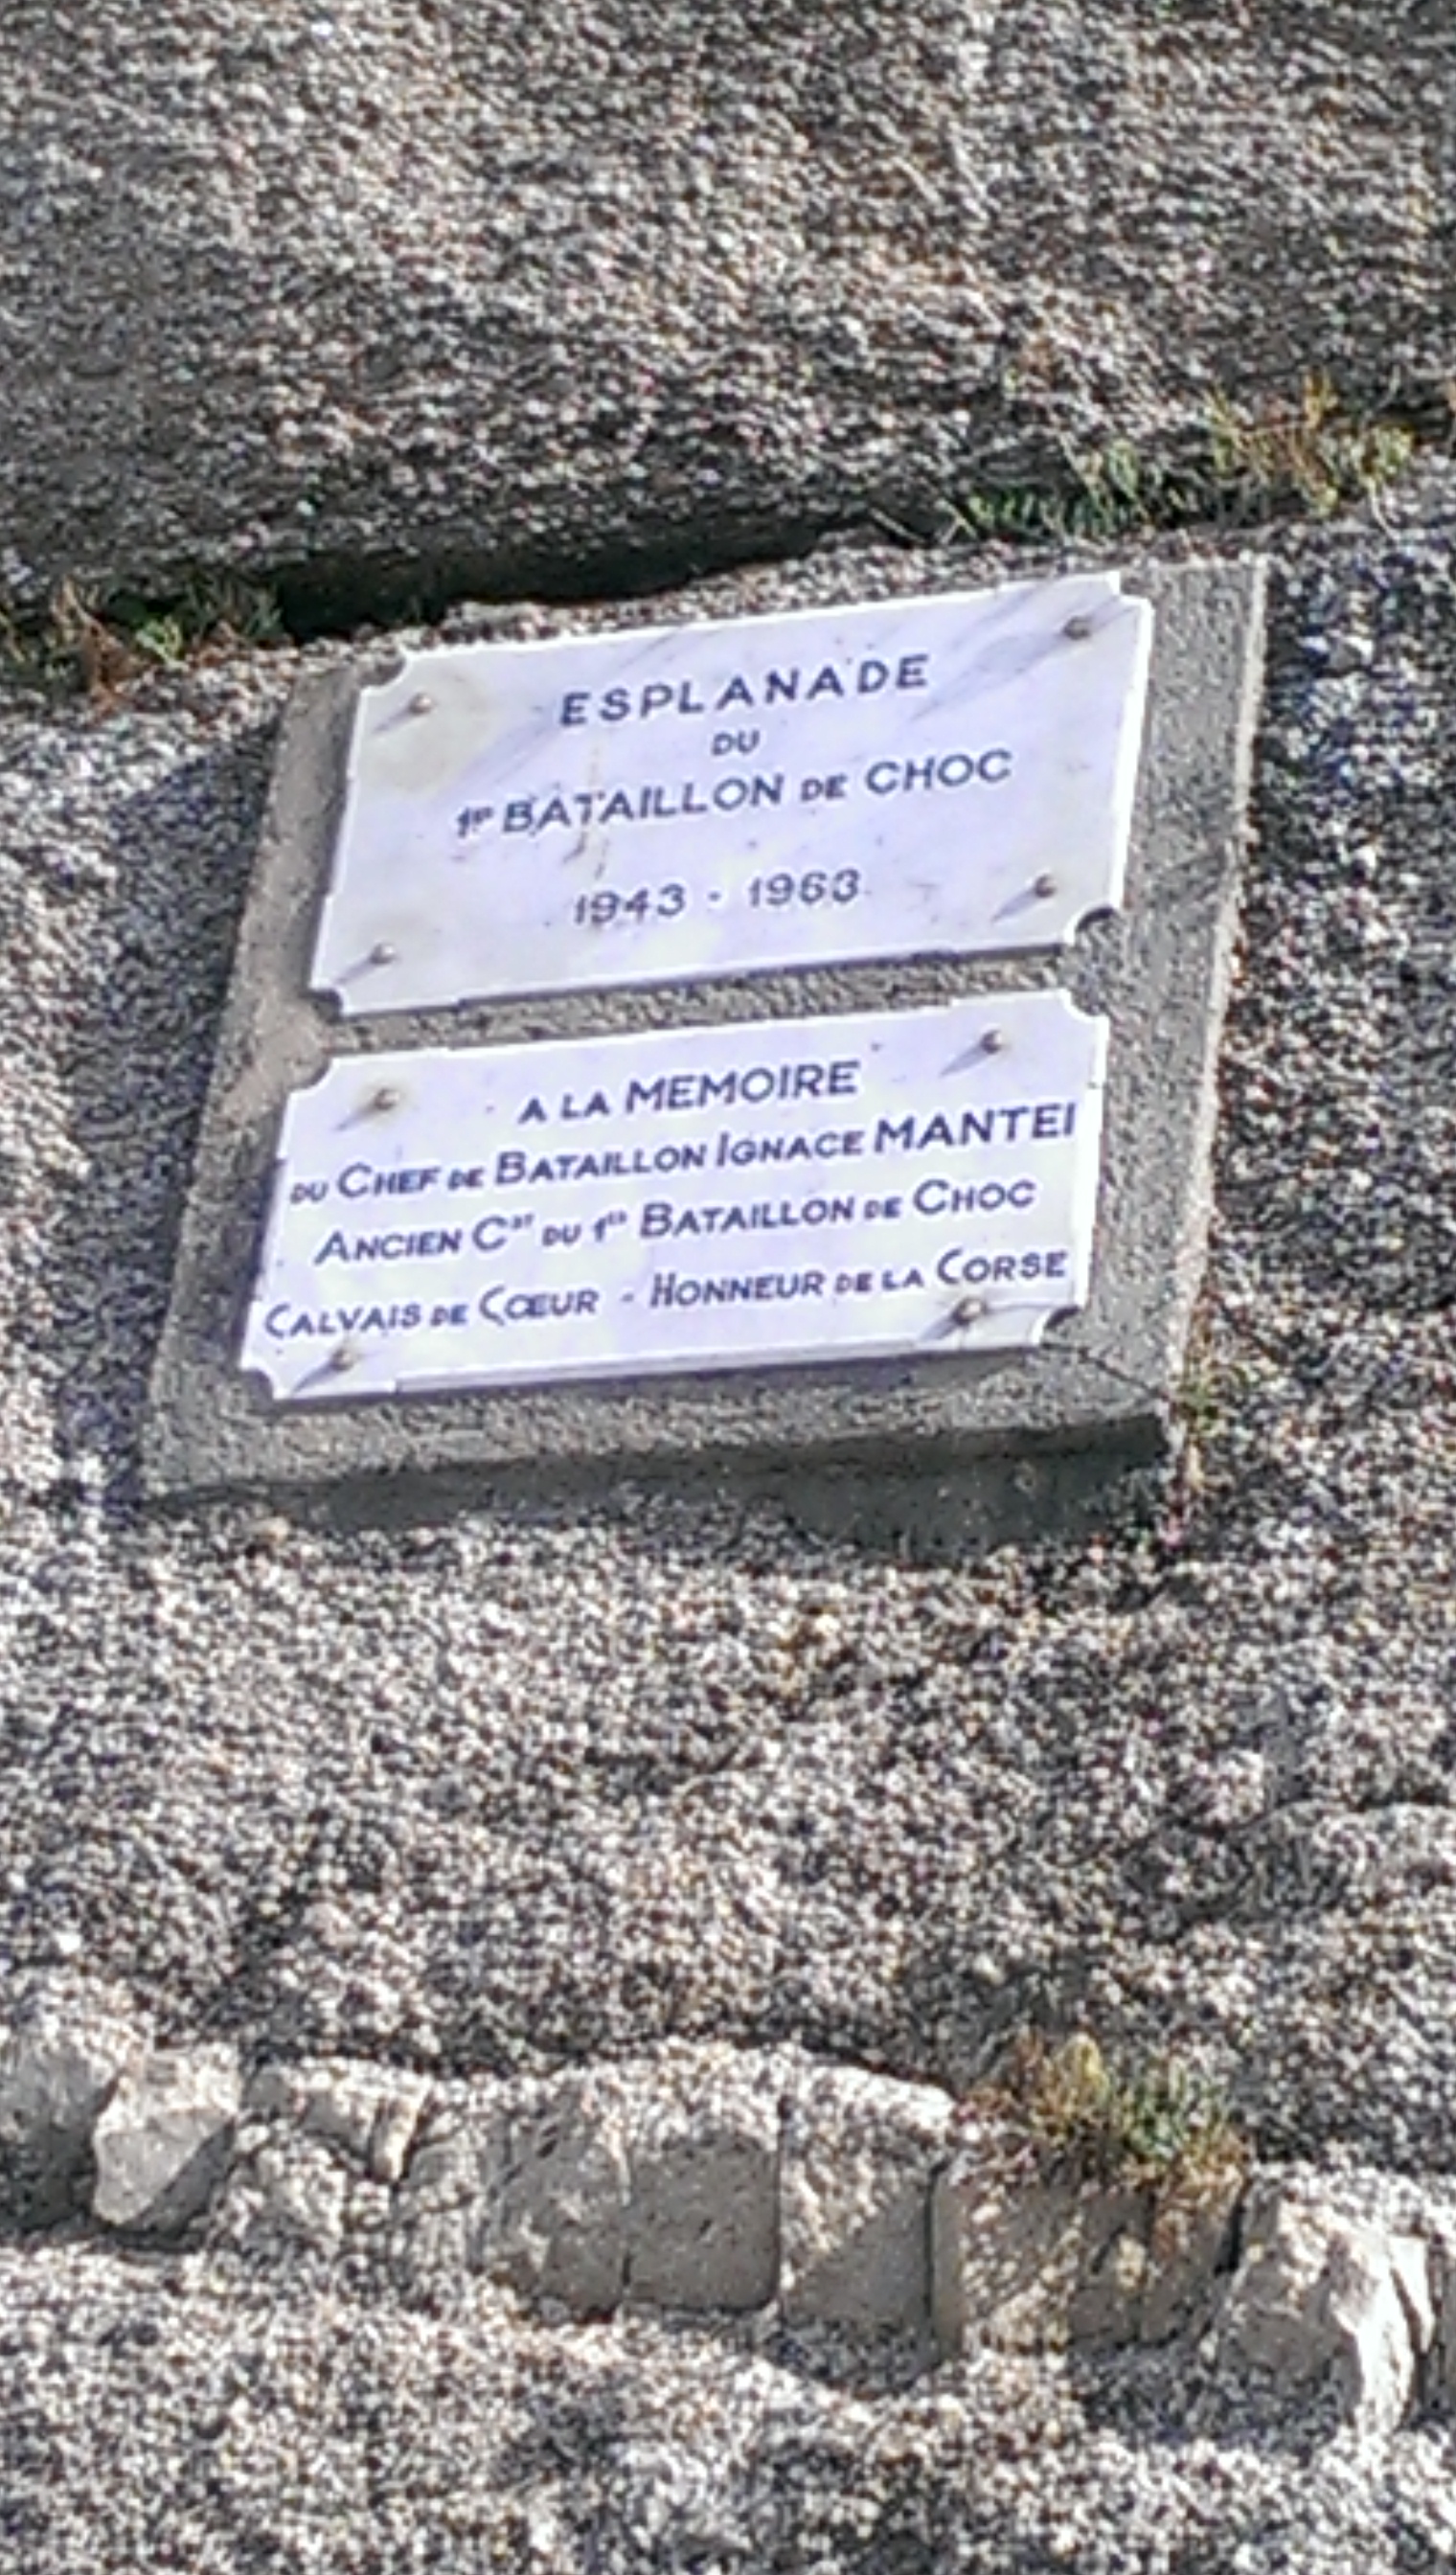 ESPLANADE
DU
1er BATAILLON DE CHOC
1943 - 1963
A LA MEMOIRE
DU CHEF DE BATAILLON IGNACE MANTEI
ANCIEN Cdt DU 1er BATAILLON DE CHOC
CALVAIS DE CŒUR - HONNEUR DE LA CORSE